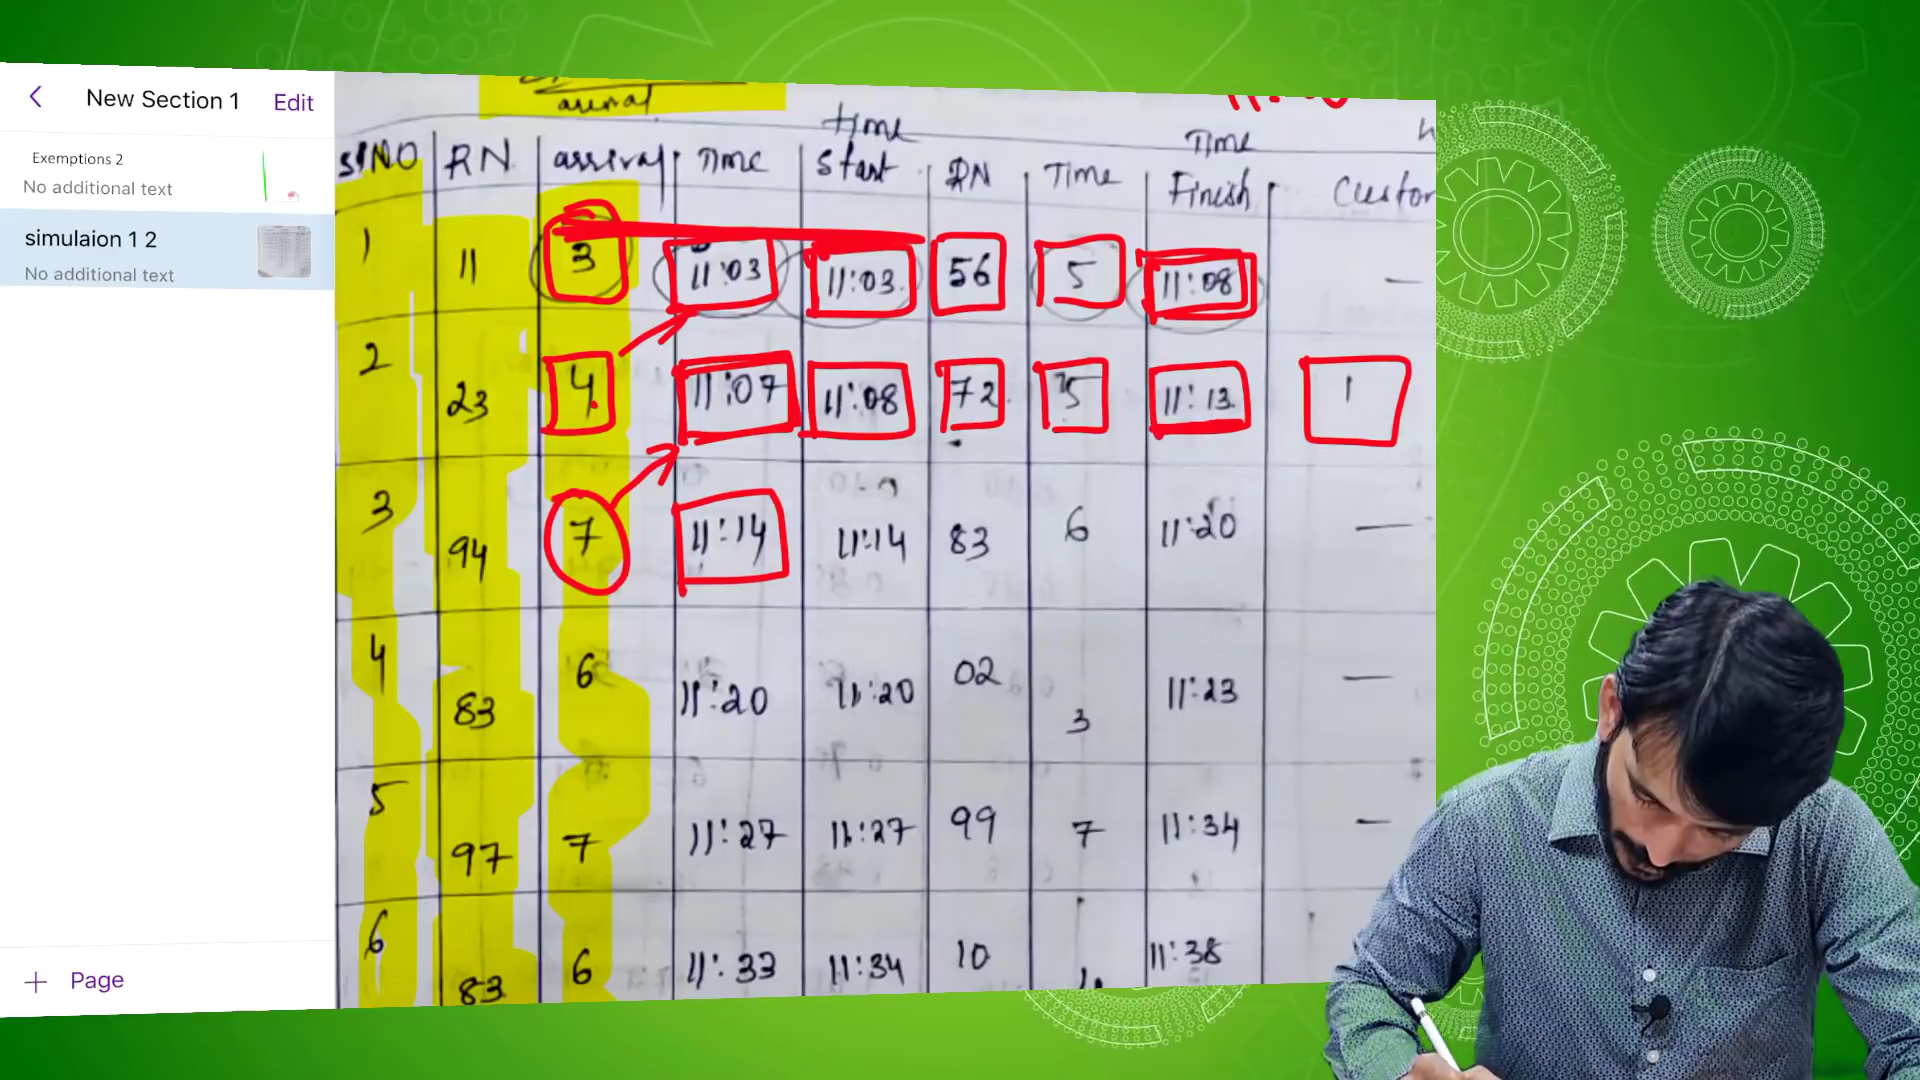 New Section 1 Edit
Exemptions 2
No additional text
simulaion 1 2
No additional text
+ Page
arrival
time Time
Sl NO RN arrival Time Start RN Time Finish Custom
1 11 3 11:03 11:03 56 5 11:08 —
2 23 4 11:07 11:08 72 5 11:13 1
3 94 7 11:14 11:14 83 6 11:20 —
4 83 6 11:20 11:20 02 3 11:23 —
5 97 7 11:27 11:27 99 7 11:34 —
6 83 6 11:33 11:34 10 11:38